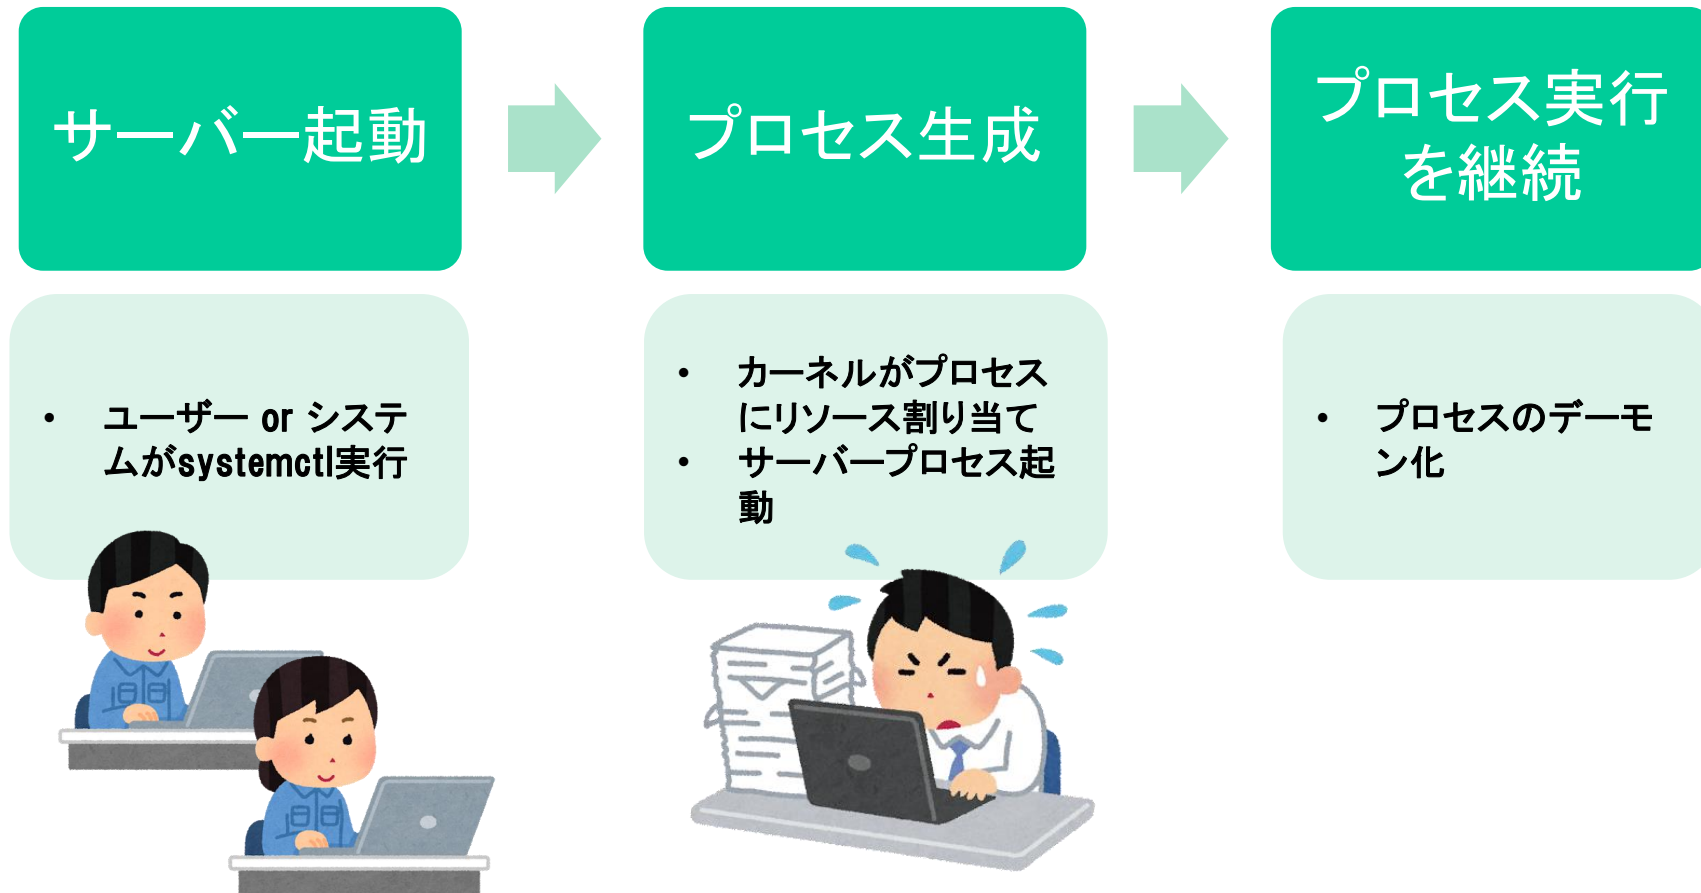 サーバー起動
プロセス生成
プロセス実行
を継続
• ユーザー or システ
ムがsystemctl実行
• カーネルがプロセス
にリソース割り当て
• サーバープロセス起
動
• プロセスのデーモ
ン化